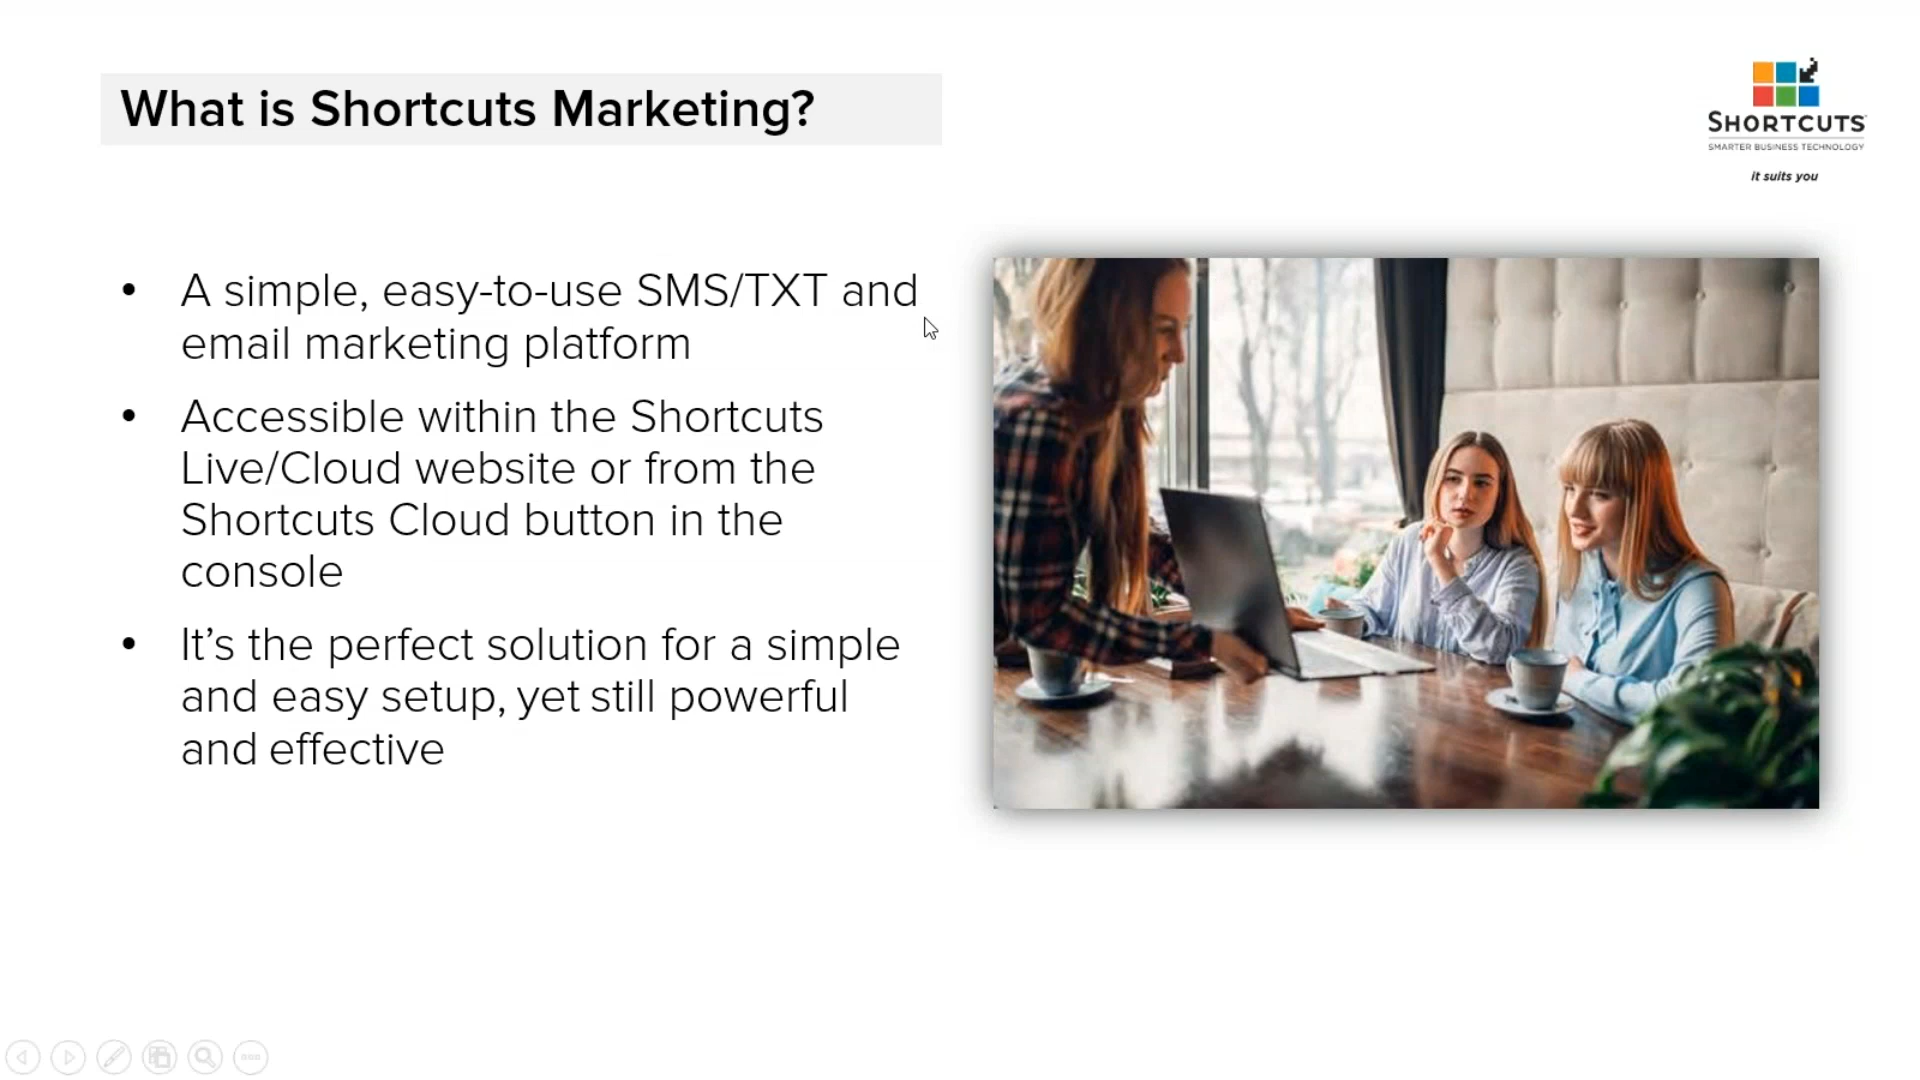 What is Shortcuts Marketing?
SHORTCUTS
SMARTER BUSINESS TECHNOLOGY
it suits you
• A simple, easy-to-use SMS/TXT and
email marketing platform
• Accessible within the Shortcuts
Live/Cloud website or from the
Shortcuts Cloud button in the
console
• It’s the perfect solution for a simple
and easy setup, yet still powerful
and effective